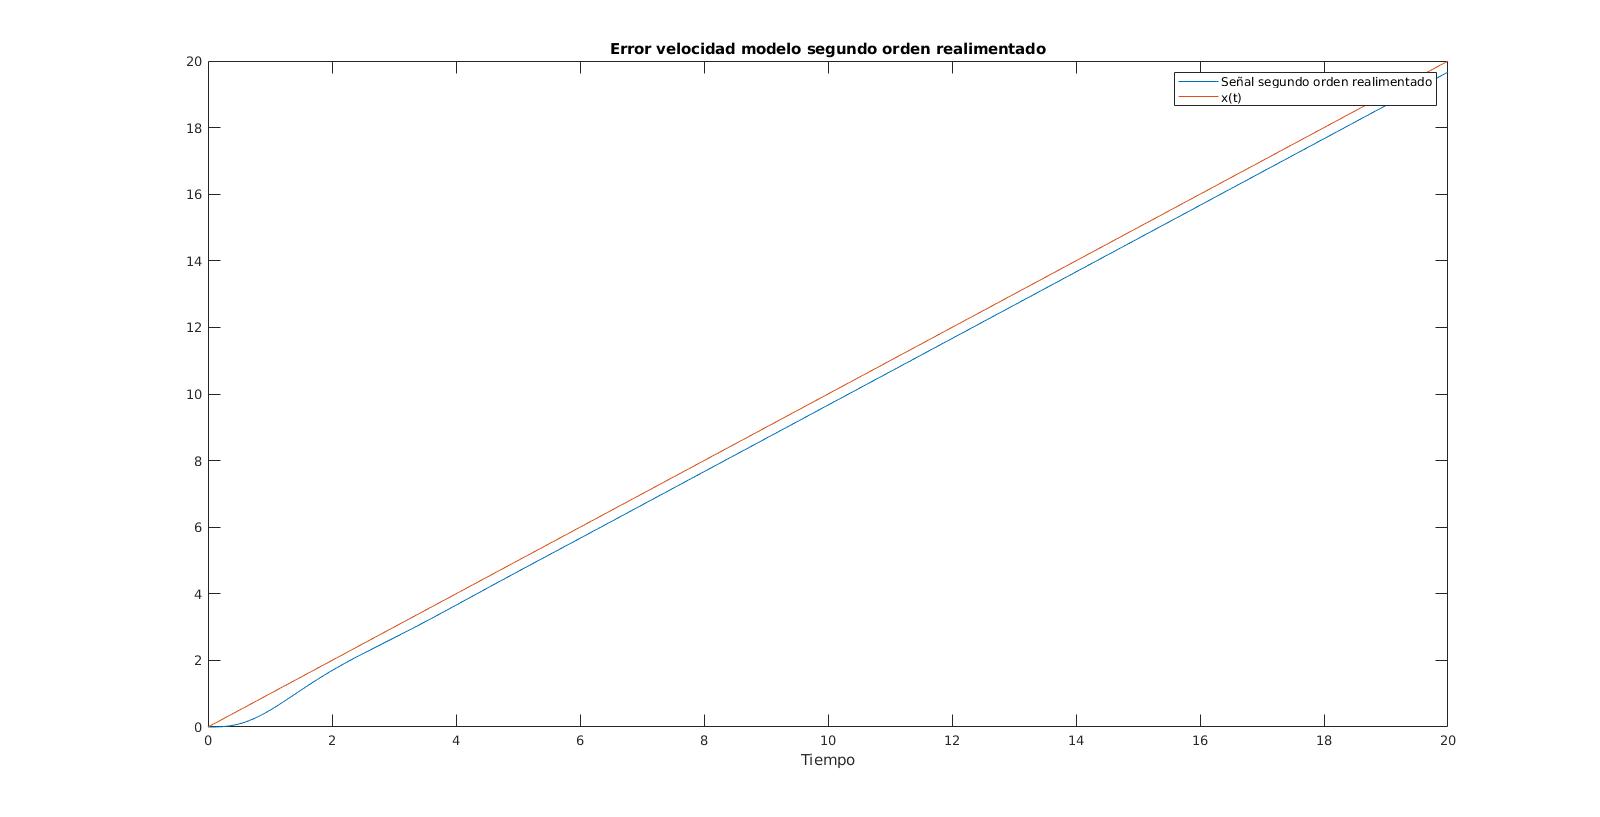 Error velocidad modelo segundo orden realimentado
Señal segundo orden realimentado
x(t)
20
18
16
14
12
10
8
6
4
2
0
0 2 4 6 8 10 12 14 16 18 20
Tiempo